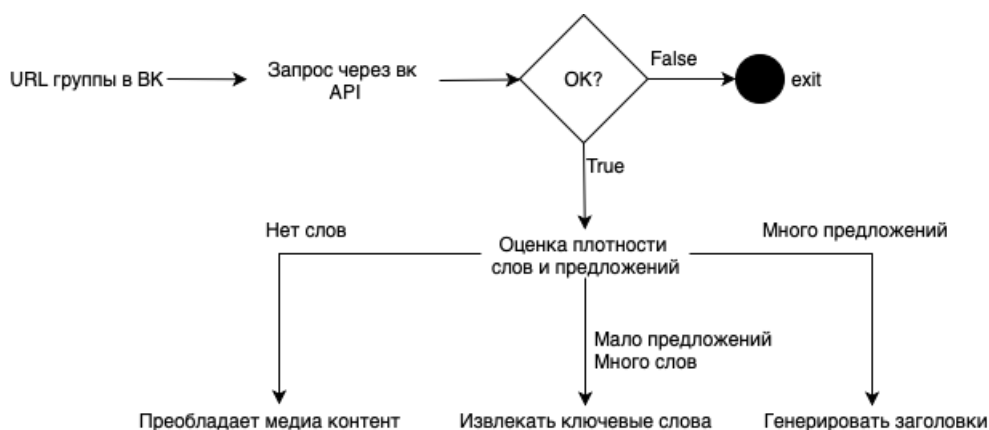 URL группы в ВК
Запрос через вк
API
OK?
False
exit
True
Нет слов
Оценка плотности
слов и предложений
Много предложений
Мало предложений
Много слов
Преобладает медиа контент
Извлекать ключевые слова
Генерировать заголовки